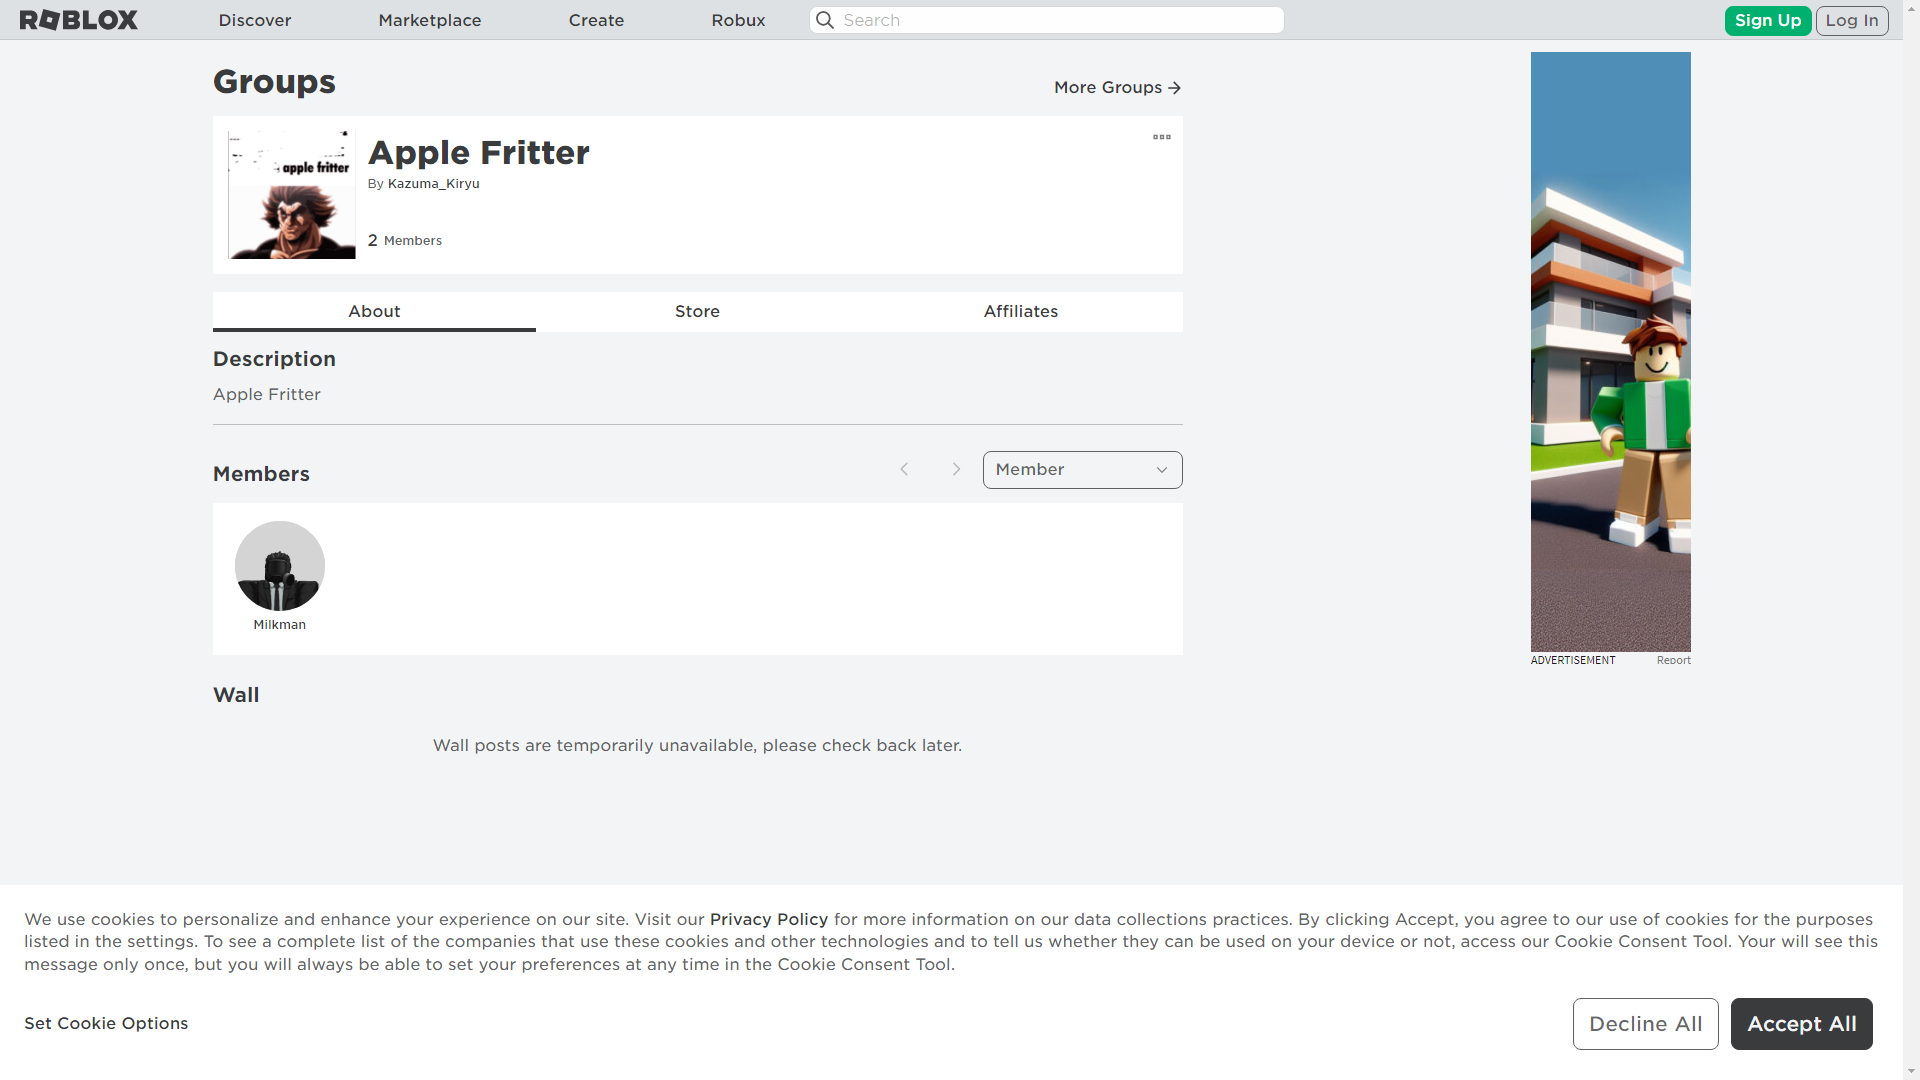 ROBLOX
Discover
Marketplace
Create
Robux
Search
Sign Up
Log In
Groups
More Groups
apple fritter
Apple Fritter
By Kazuma_Kiryu
2 Members
About
Store
Affiliates
Description
Apple Fritter
Members
Member
Milkman
Wall
Wall posts are temporarily unavailable, please check back later.
ADVERTISEMENT
Report
We use cookies to personalize and enhance your experience on our site. Visit our Privacy Policy for more information on our data collections practices. By clicking Accept, you agree to our use of cookies for the purposes
listed in the settings. To see a complete list of the companies that use these cookies and other technologies and to tell us whether they can be used on your device or not, access our Cookie Consent Tool. Your will see this
message only once, but you will always be able to set your preferences at any time in the Cookie Consent Tool.
Set Cookie Options
Decline All
Accept All